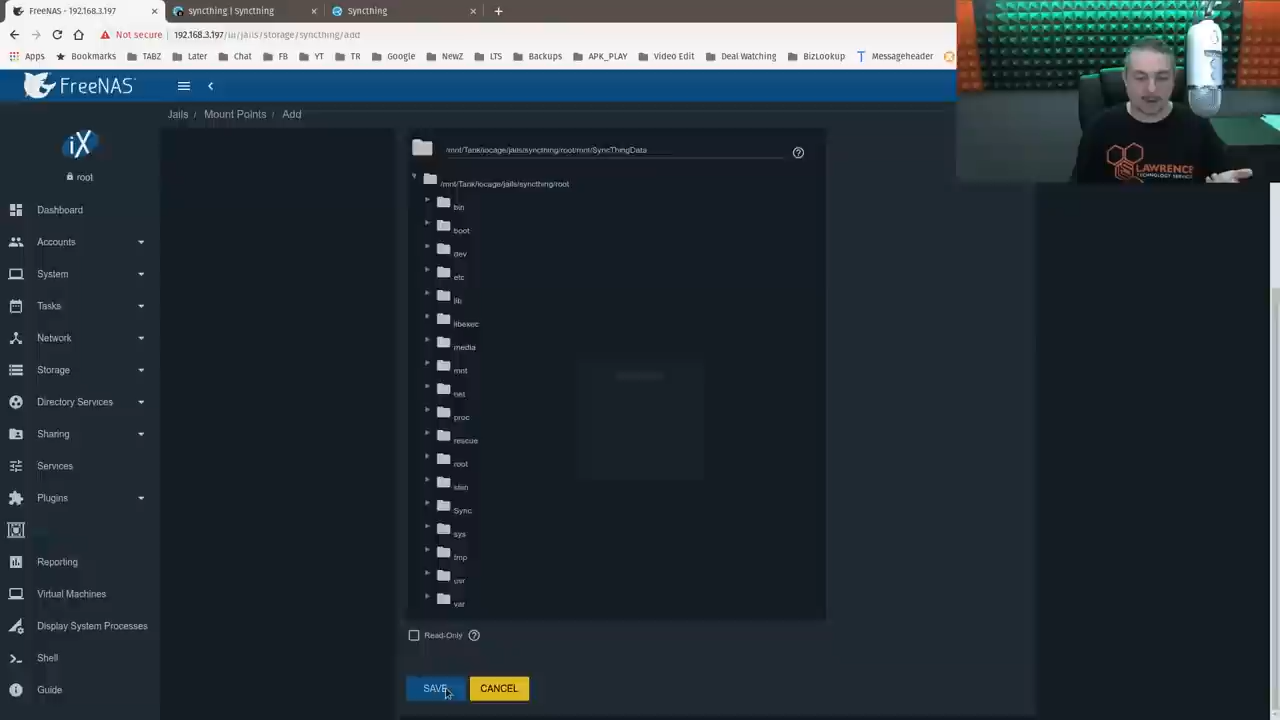 FreeNAS - 192.168.3.197
syncthing | Syncthing
Syncthing
Not secure
192.168.3.197/ui/jails/storage/syncthing/add
Apps
Bookmarks
TABZ
Later
Chat
FB
YT
TR
Google
NewZ
LTS
Backups
APK_PLAY
Video Edit
Deal Watching
BizLookup
Messageheader
FreeNAS
Jails / Mount Points / Add
iX
root
Dashboard
Accounts
System
Tasks
Network
Storage
Directory Services
Sharing
Services
Plugins
Reporting
Virtual Machines
Display System Processes
Shell
Guide
/mnt/Tank/iocage/jails/syncthing/root/mnt/SyncThingData
/mnt/Tank/iocage/jails/syncthing/root
bin
boot
dev
etc
lib
libexec
media
mnt
net
proc
rescue
root
sbin
Sync
sys
tmp
usr
var
Read-Only
SAVE
CANCEL
LAWRENCE
TECHNOLOGY SERVICES